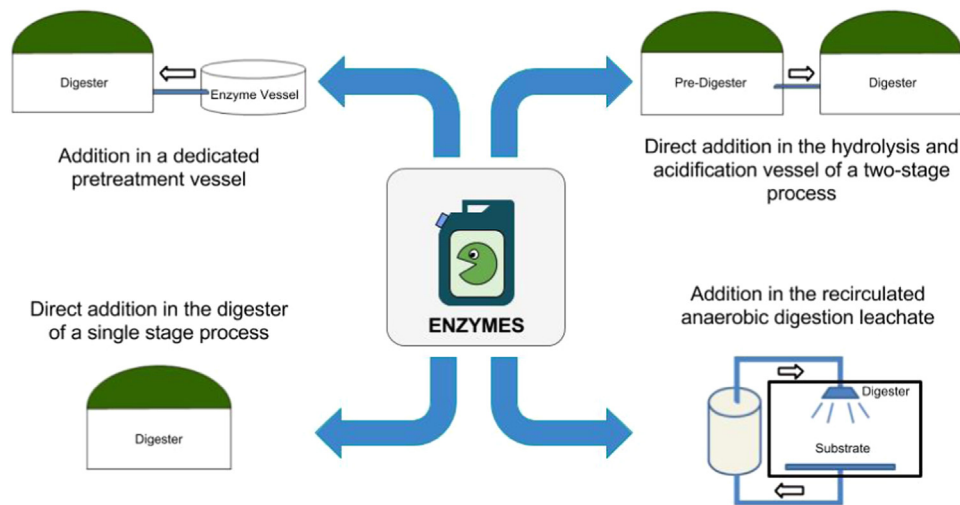 Digester
Enzyme Vessel
Addition in a dedicated
pretreatment vessel
Pre-Digester
Digester
Direct addition in the hydrolysis and
acidification vessel of a two-stage
process
ENZYMES
Direct addition in the digester
of a single stage process
Digester
Addition in the recirculated
anaerobic digestion leachate
Digester
Substrate